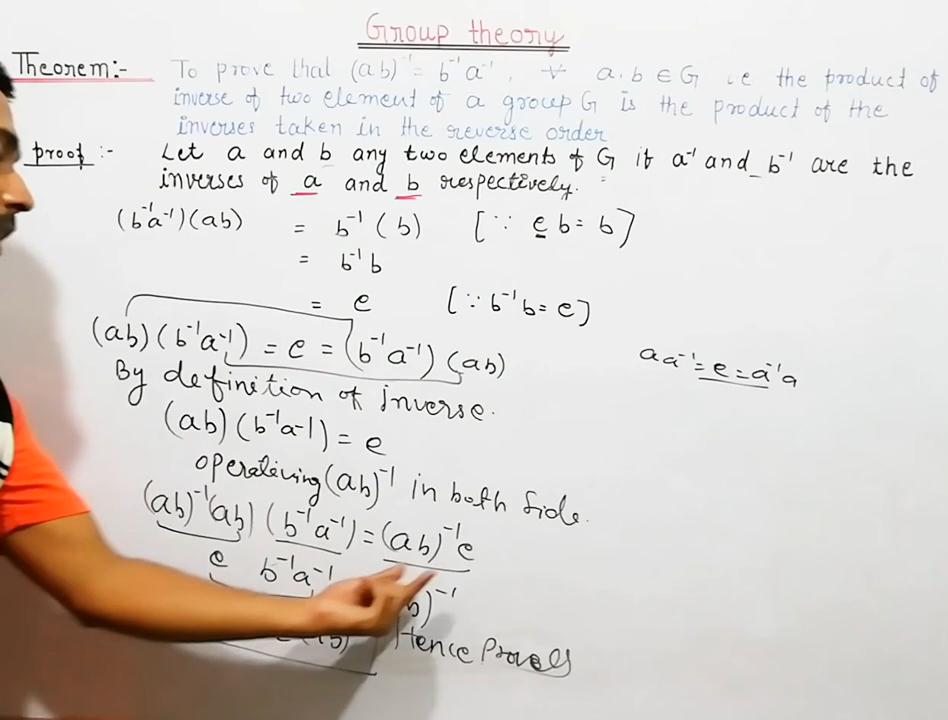 Group theory
Theorem:- To prove that (ab)⁻¹ = b⁻¹a⁻¹, ∀ a,b ∈ G i.e the product of
inverse of two element of a group G is the product of the
inverses taken in the reverse order
proof :- Let a and b any two elements of G if a⁻¹ and b⁻¹ are the
inverses of a and b respectively.
(b⁻¹a⁻¹)(ab) = b⁻¹(b) [∵ e b = b]
= b⁻¹b
= e [∵ b⁻¹b = e]
(ab)(b⁻¹a⁻¹) = e = (b⁻¹a⁻¹)(ab)
aa⁻¹ = e = a⁻¹a
By definition of inverse.
(ab)(b⁻¹a-1) = e
operativing (ab)⁻¹ in both side.
(ab)⁻¹(ab)(b⁻¹a⁻¹) = (ab)⁻¹e
e b⁻¹a⁻¹ b)⁻¹
Hence Proved